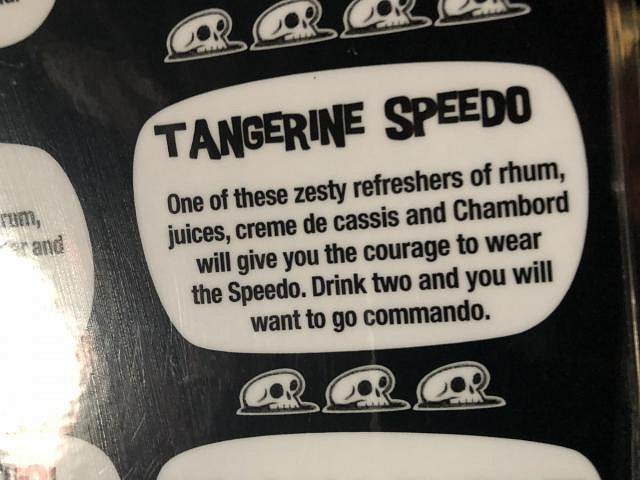 TANGERINE SPEEDO
One of these zesty refreshers of rhum,
juices, creme de cassis and Chambord
will give you the courage to wear
the Speedo. Drink two and you will
want to go commando.
rum,
and